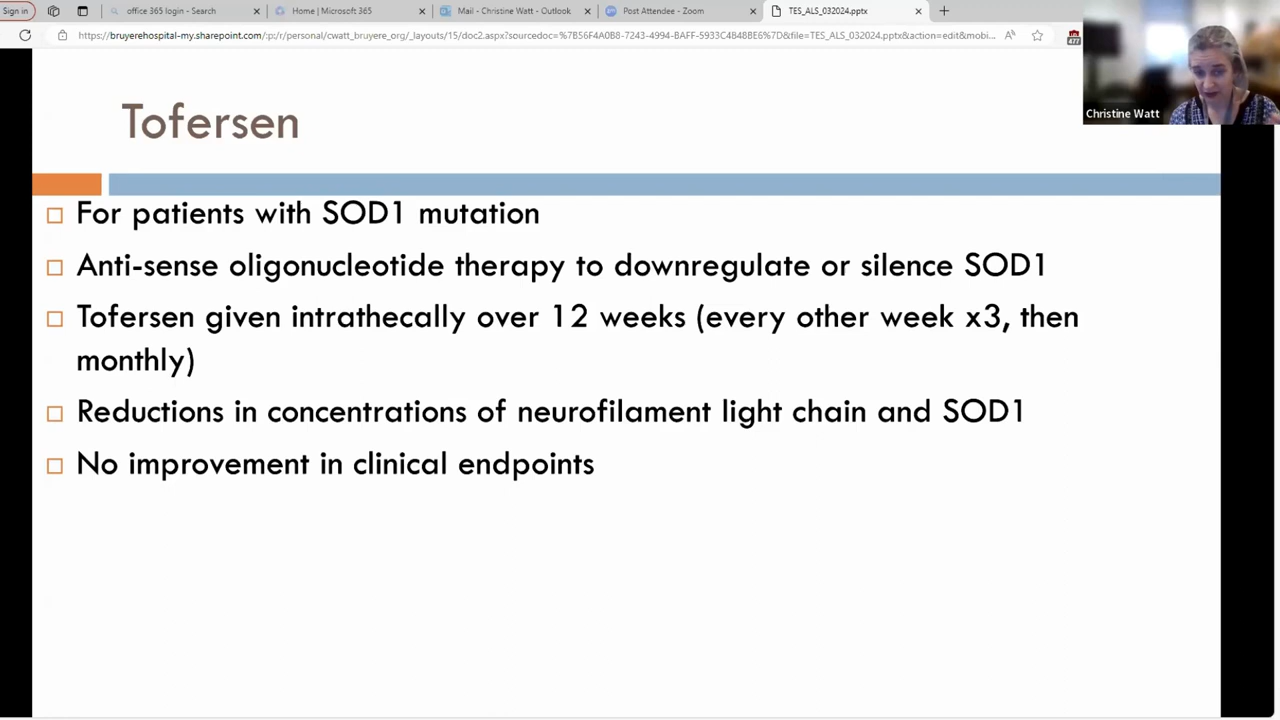 Sign in
office 365 login - Search
Home | Microsoft 365
Mail - Christine Watt - Outlook
Post Attendee - Zoom
TES_ALS_032024.pptx
https://bruyerehospital-my.sharepoint.com/:p:/r/personal/cwatt_bruyere_org/_layouts/15/doc2.aspx?sourcedoc=%7B56F4A0B8-7243-4994-BAFF-5933C4B48BE6%7D&file=TES_ALS_032024.pptx&action=edit&mobi...
Christine Watt
Tofersen
For patients with SOD1 mutation
Anti-sense oligonucleotide therapy to downregulate or silence SOD1
Tofersen given intrathecally over 12 weeks (every other week x3, then
monthly)
Reductions in concentrations of neurofilament light chain and SOD1
No improvement in clinical endpoints